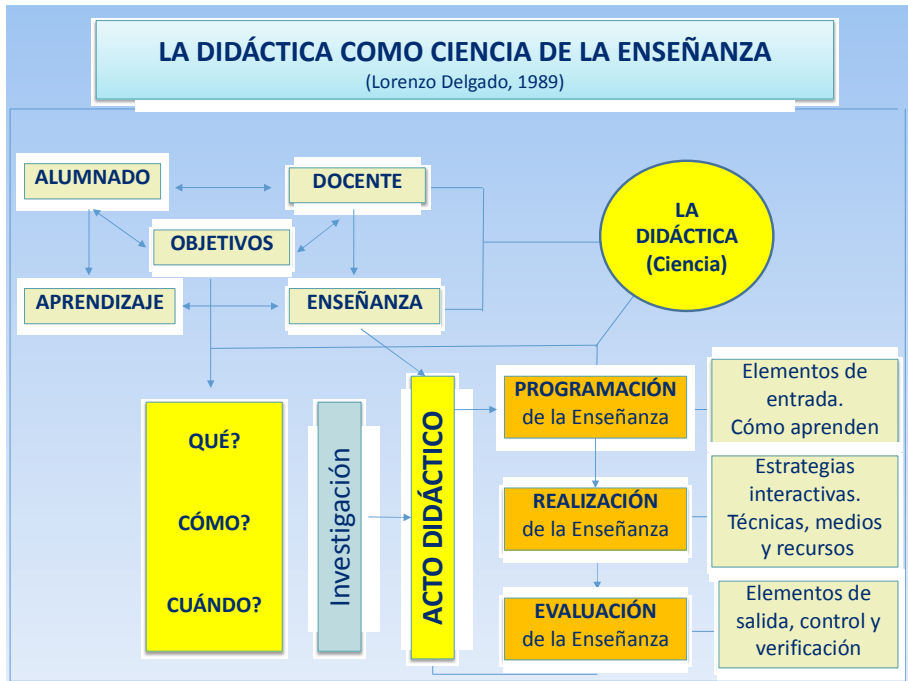 LA DIDÁCTICA COMO CIENCIA DE LA ENSEÑANZA
(Lorenzo Delgado, 1989)
ALUMNADO
DOCENTE
OBJETIVOS
APRENDIZAJE
ENSEÑANZA
LA
DIDÁCTICA
(Ciencia)
QUÉ?
CÓMO?
CUÁNDO?
Investigación
ACTO DIDÁCTICO
PROGRAMACIÓN
de la Enseñanza
Elementos de
entrada.
Cómo aprenden
REALIZACIÓN
de la Enseñanza
Estrategias
interactivas.
Técnicas, medios
y recursos
EVALUACIÓN
de la Enseñanza
Elementos de
salida, control y
verificación